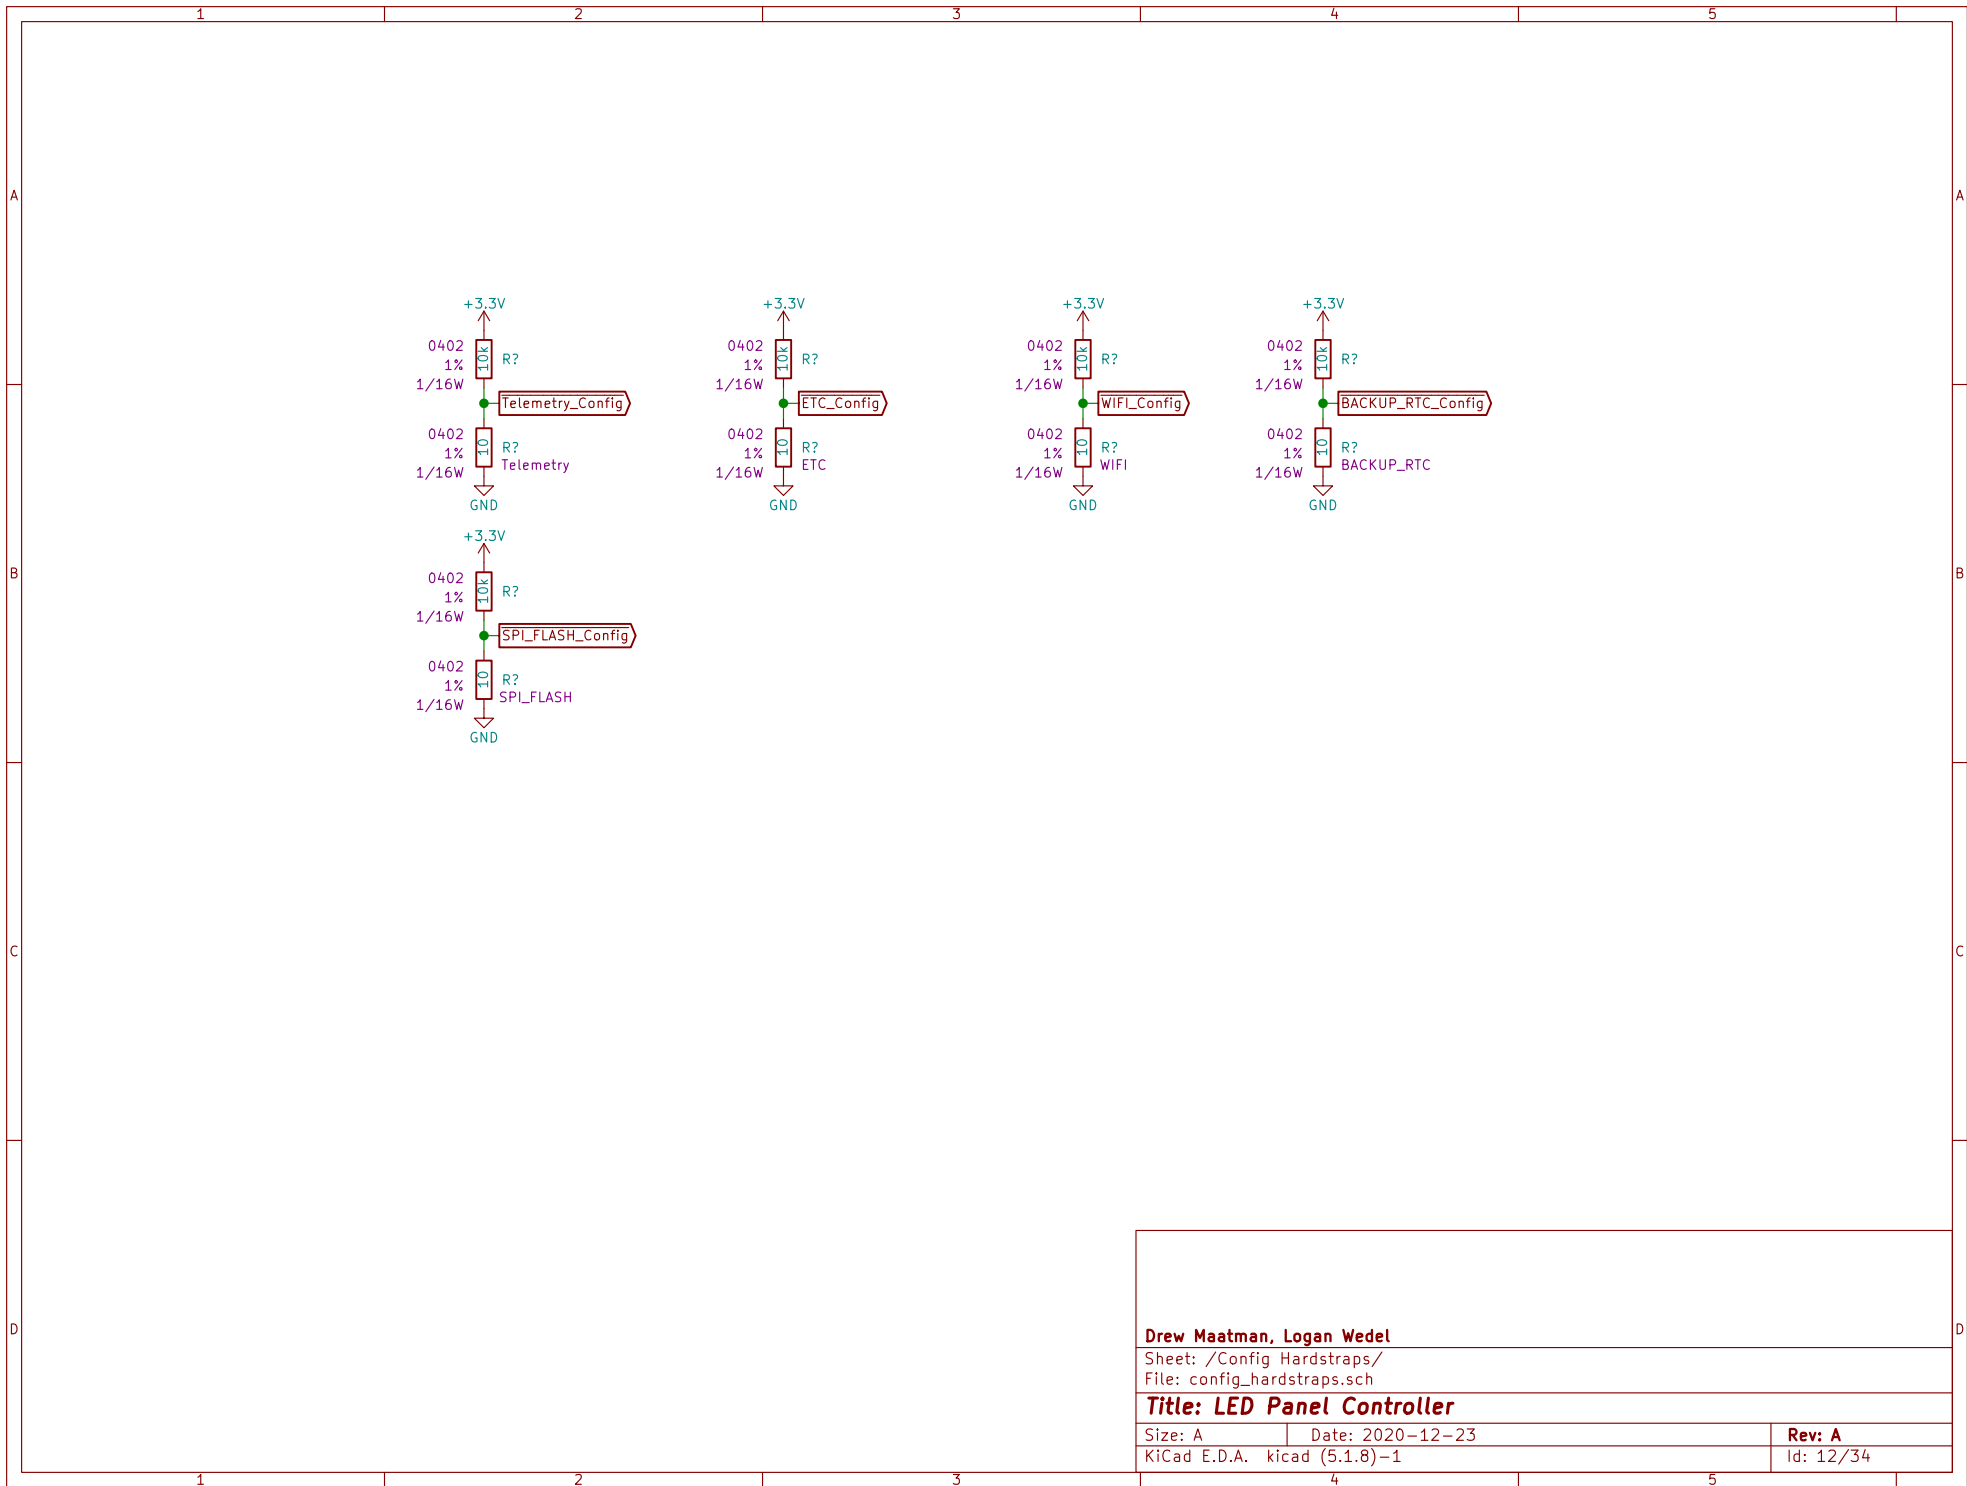 1 2 3 4 5
A A
+3.3V +3.3V +3.3V +3.3V
0402 10k R? 0402 10k R? 0402 10k R? 0402 10k R?
1% 1% 1% 1%
1/16W 1/16W 1/16W 1/16W
Telemetry_Config ETC_Config WIFI_Config BACKUP_RTC_Config
0402 10 R? 0402 10 R? 0402 10 R? 0402 10 R?
1% Telemetry 1% ETC 1% WIFI 1% BACKUP_RTC
1/16W 1/16W 1/16W 1/16W
GND GND GND GND
+3.3V
B B
0402 10k R?
1%
1/16W
SPI_FLASH_Config
0402 10 R?
1% SPI_FLASH
1/16W
GND
C C
D D
Drew Maatman, Logan Wedel
Sheet: /Config Hardstraps/
File: config_hardstraps.sch
Title: LED Panel Controller
Size: A Date: 2020-12-23 Rev: A
KiCad E.D.A. kicad (5.1.8)-1 Id: 12/34
1 2 3 4 5